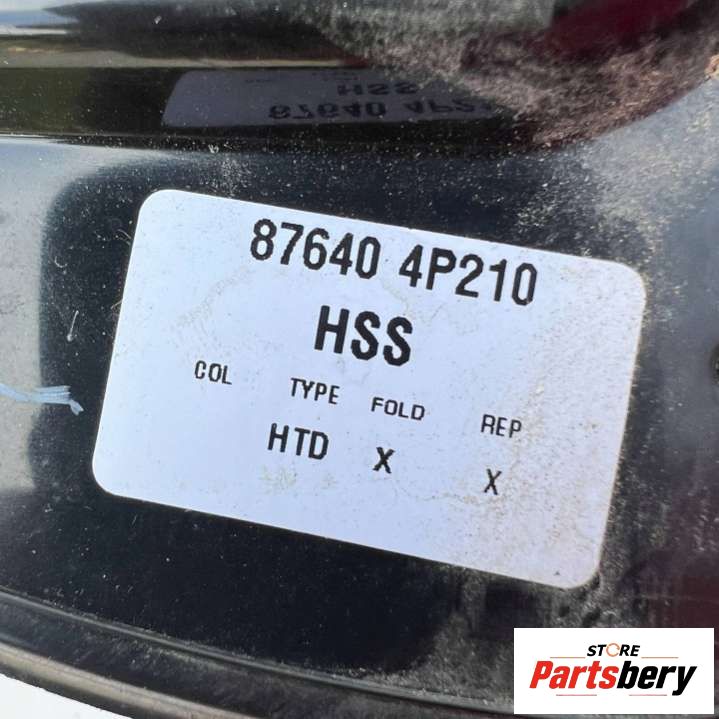 87640 4P210
HSS
COL TYPE FOLD REP
HTD X X
STORE
Partsbery